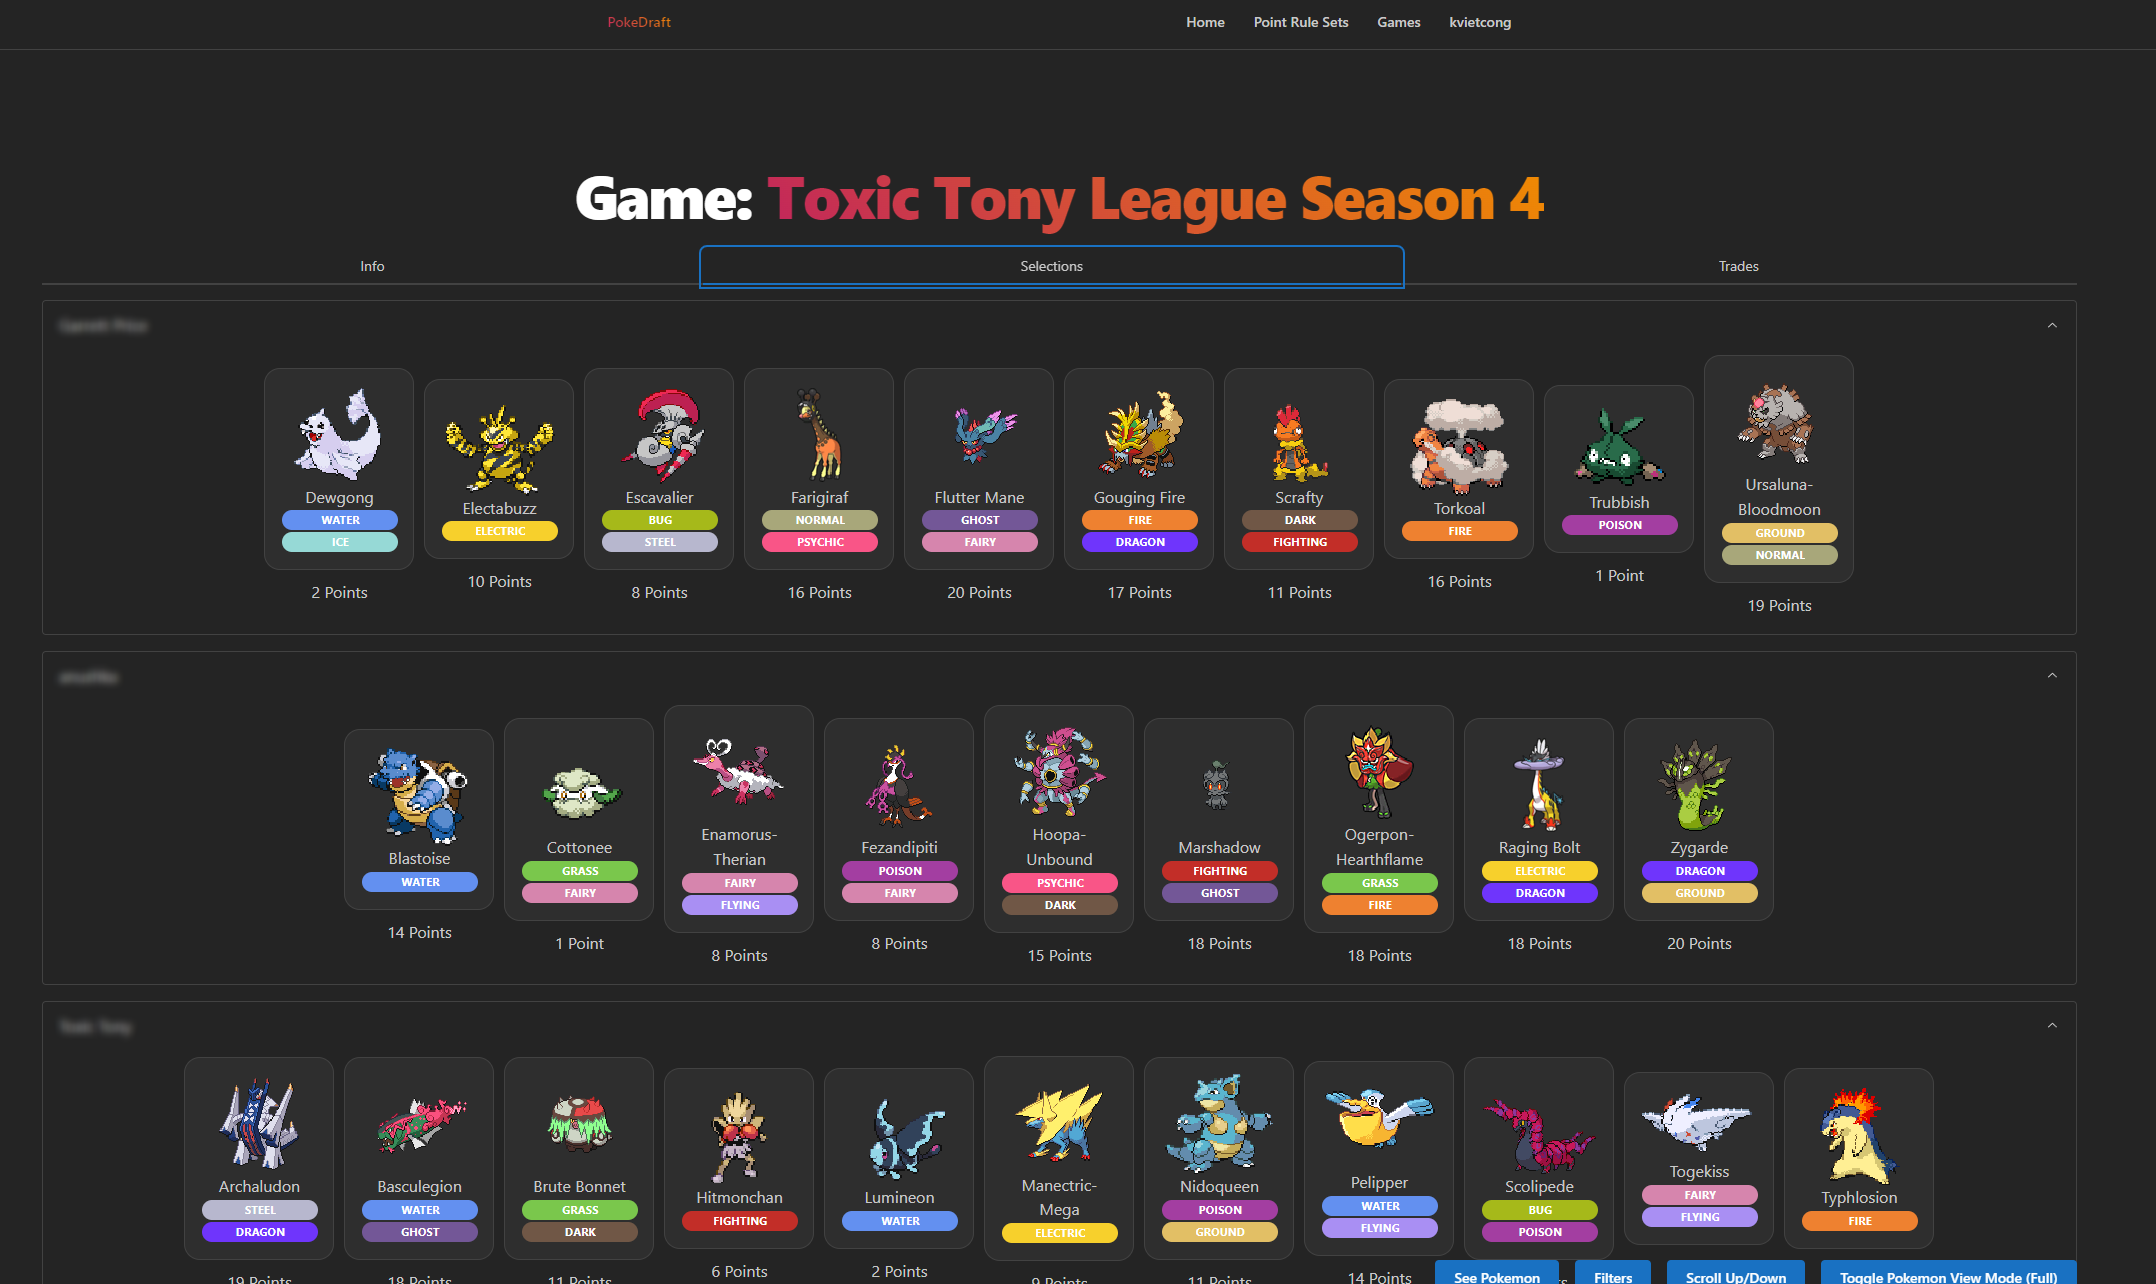 PokeDraft
Home Point Rule Sets Games kvietcong
Game: Toxic Tony League Season 4
Info Selections Trades
Dewgong
WATER
ICE
2 Points
Electabuzz
ELECTRIC
10 Points
Escavalier
BUG
STEEL
8 Points
Farigiraf
NORMAL
PSYCHIC
16 Points
Flutter Mane
GHOST
FAIRY
20 Points
Gouging Fire
FIRE
DRAGON
17 Points
Scrafty
DARK
FIGHTING
11 Points
Torkoal
FIRE
16 Points
Trubbish
POISON
1 Point
Ursaluna-
Bloodmoon
GROUND
NORMAL
19 Points
Blastoise
WATER
14 Points
Cottonee
GRASS
FAIRY
1 Point
Enamorus-
Therian
FAIRY
FLYING
8 Points
Fezandipiti
POISON
FAIRY
8 Points
Hoopa-
Unbound
PSYCHIC
DARK
15 Points
Marshadow
FIGHTING
GHOST
18 Points
Ogerpon-
Hearthflame
GRASS
FIRE
18 Points
Raging Bolt
ELECTRIC
DRAGON
18 Points
Zygarde
DRAGON
GROUND
20 Points
Toxic Tony
Archaludon
STEEL
DRAGON
19 Points
Basculegion
WATER
GHOST
18 Points
Brute Bonnet
GRASS
DARK
11 Points
Hitmonchan
FIGHTING
6 Points
Lumineon
WATER
2 Points
Manectric-
Mega
ELECTRIC
9 Points
Nidoqueen
POISON
GROUND
11 Points
Pelipper
WATER
FLYING
14 Points
Scolipede
BUG
POISON
Togekiss
FAIRY
FLYING
Typhlosion
FIRE
See Pokemon Filters Scroll Up/Down Toggle Pokemon View Mode (Full)